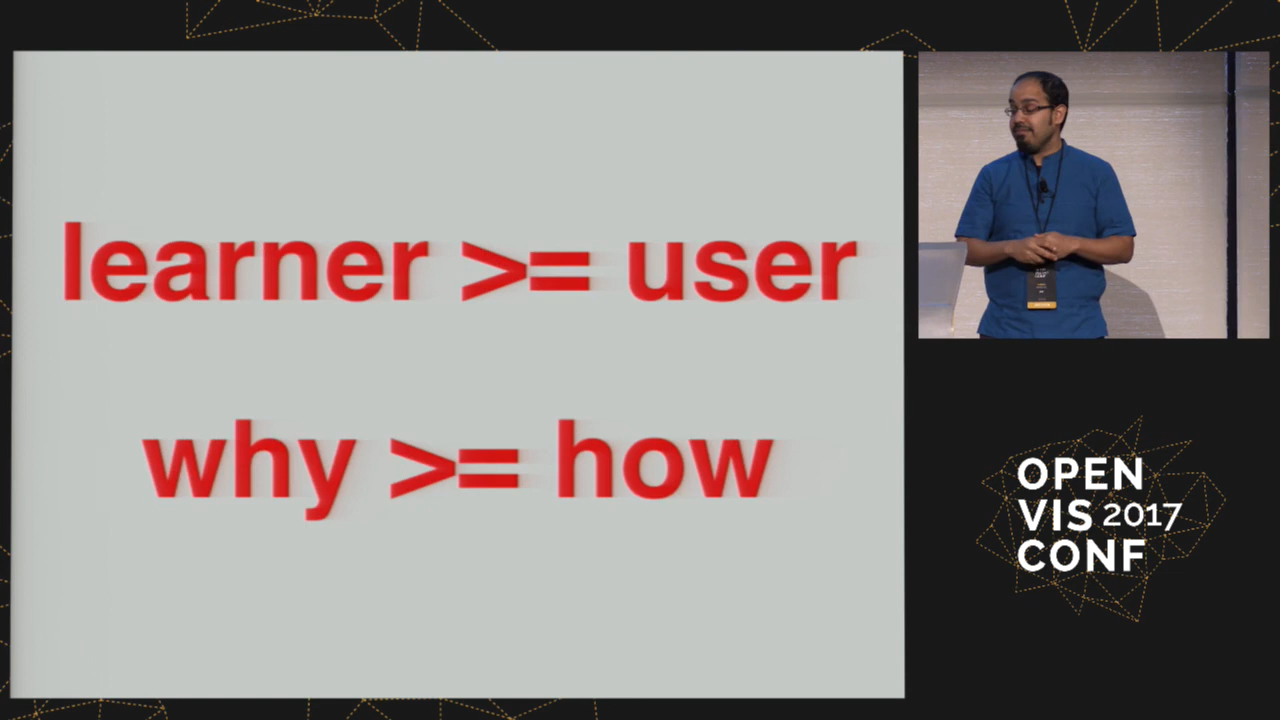 learner >= user
why >= how
OPEN
VIS 2017
CONF